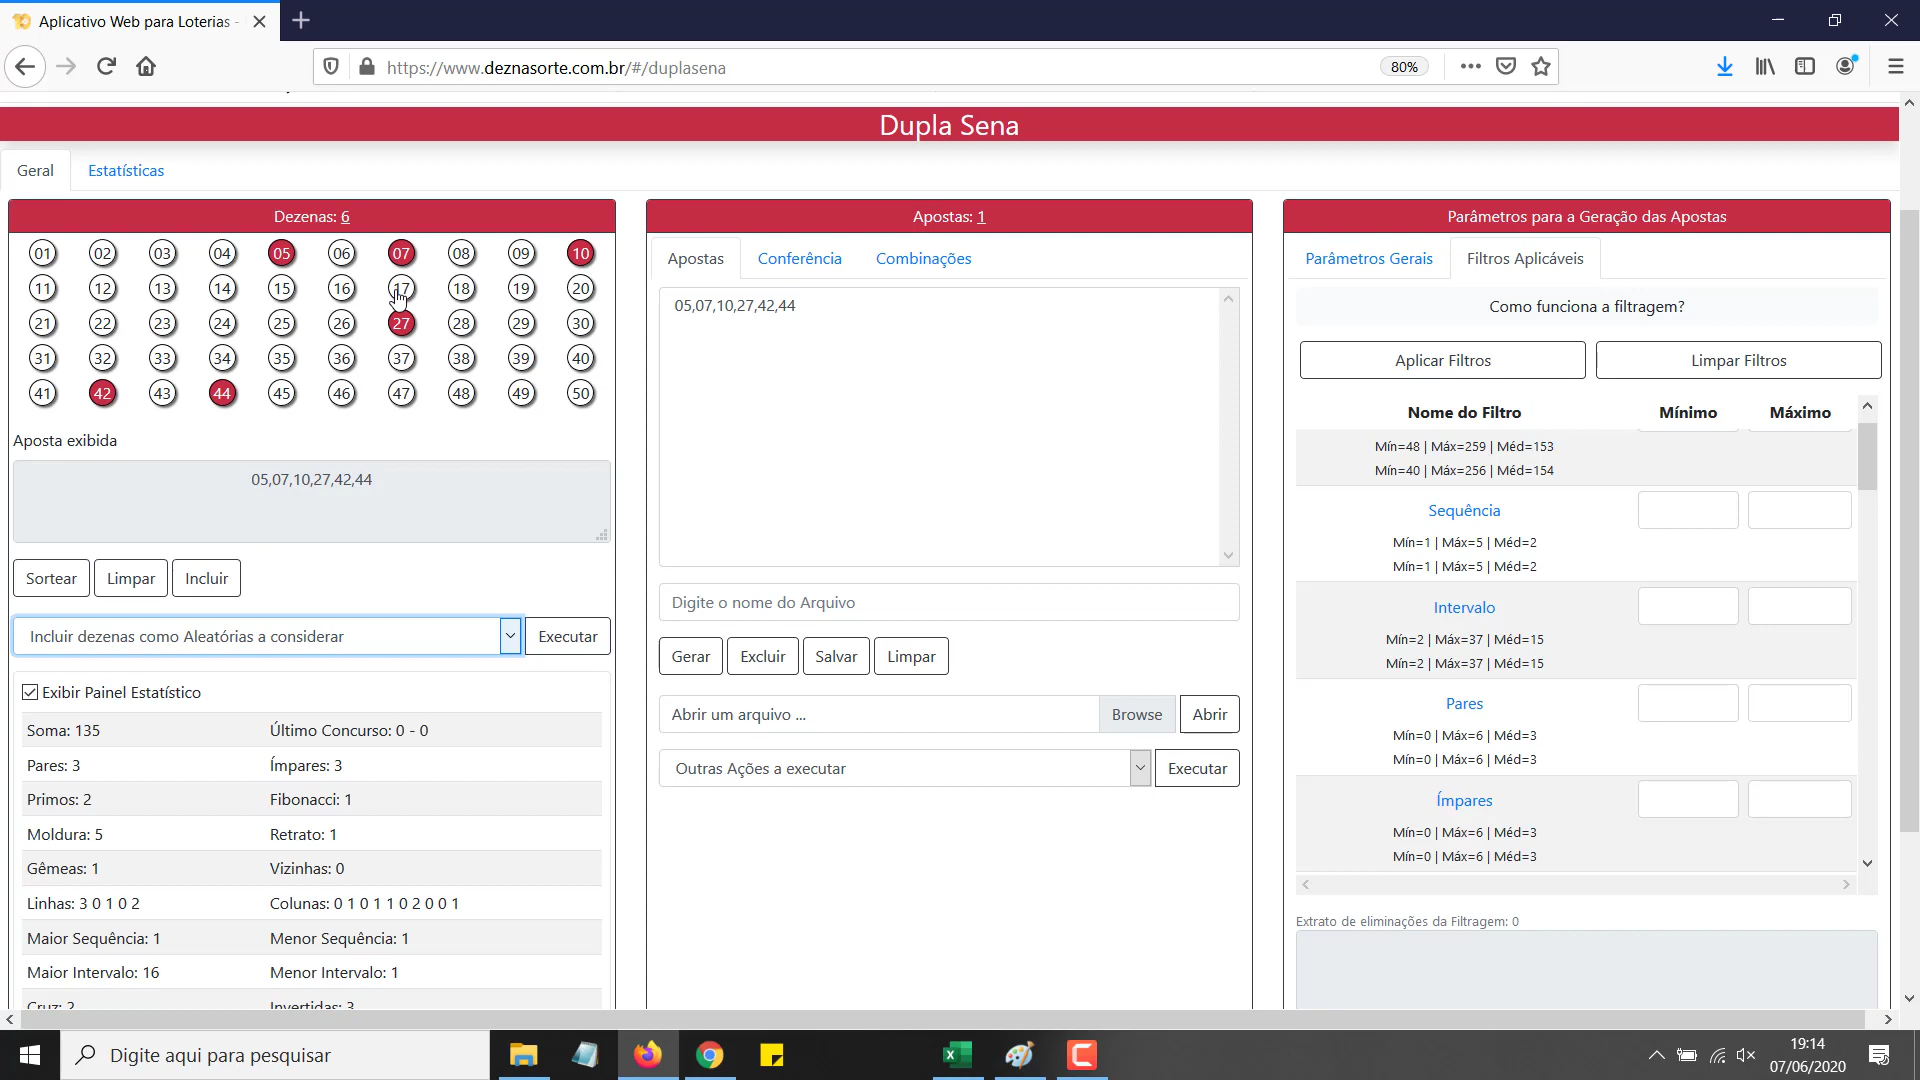 Aplicativo Web para Loterias -
https://www.deznasorte.com.br/#/duplasena
80%
Dupla Sena
Geral
Estatísticas
Dezenas: 6
01 02 03 04 05 06 07 08 09 10
11 12 13 14 15 16 17 18 19 20
21 22 23 24 25 26 27 28 29 30
31 32 33 34 35 36 37 38 39 40
41 42 43 44 45 46 47 48 49 50
Aposta exibida
05,07,10,27,42,44
Sortear
Limpar
Incluir
Incluir dezenas como Aleatórias a considerar
Executar
Exibir Painel Estatístico
Soma: 135
Último Concurso: 0 - 0
Pares: 3
Ímpares: 3
Primos: 2
Fibonacci: 1
Moldura: 5
Retrato: 1
Gêmeas: 1
Vizinhas: 0
Linhas: 3 0 1 0 2
Colunas: 0 1 0 1 1 0 2 0 0 1
Maior Sequência: 1
Menor Sequência: 1
Maior Intervalo: 16
Menor Intervalo: 1
Cruz: 2
Invertidas: 3
Apostas: 1
Apostas
Conferência
Combinações
05,07,10,27,42,44
Digite o nome do Arquivo
Gerar
Excluir
Salvar
Limpar
Abrir um arquivo ...
Browse
Abrir
Outras Ações a executar
Executar
Parâmetros para a Geração das Apostas
Parâmetros Gerais
Filtros Aplicáveis
Como funciona a filtragem?
Aplicar Filtros
Limpar Filtros
Nome do Filtro
Mínimo
Máximo
Mín=48 | Máx=259 | Méd=153
Mín=40 | Máx=256 | Méd=154
Sequência
Mín=1 | Máx=5 | Méd=2
Mín=1 | Máx=5 | Méd=2
Intervalo
Mín=2 | Máx=37 | Méd=15
Mín=2 | Máx=37 | Méd=15
Pares
Mín=0 | Máx=6 | Méd=3
Mín=0 | Máx=6 | Méd=3
Ímpares
Mín=0 | Máx=6 | Méd=3
Mín=0 | Máx=6 | Méd=3
Extrato de eliminações da Filtragem: 0
Digite aqui para pesquisar
19:14
07/06/2020